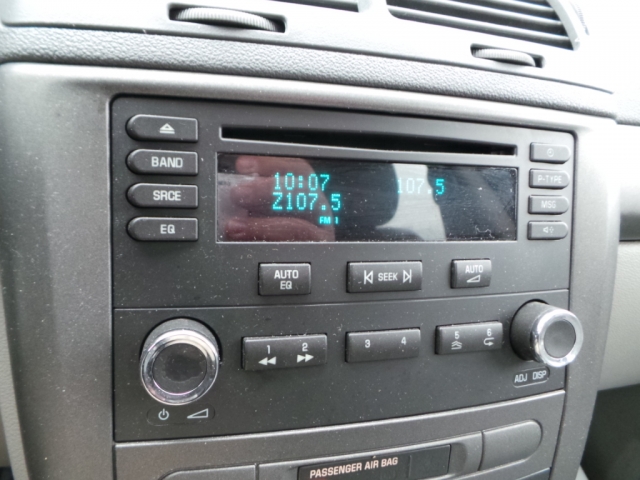 BAND
SRCE
EQ
10:07 107.5
Z107.5
FM 1
P-TYPE
MSG
AUTO EQ
SEEK
AUTO
1 2
3 4
5 6
ADJ DISP
PASSENGER AIR BAG